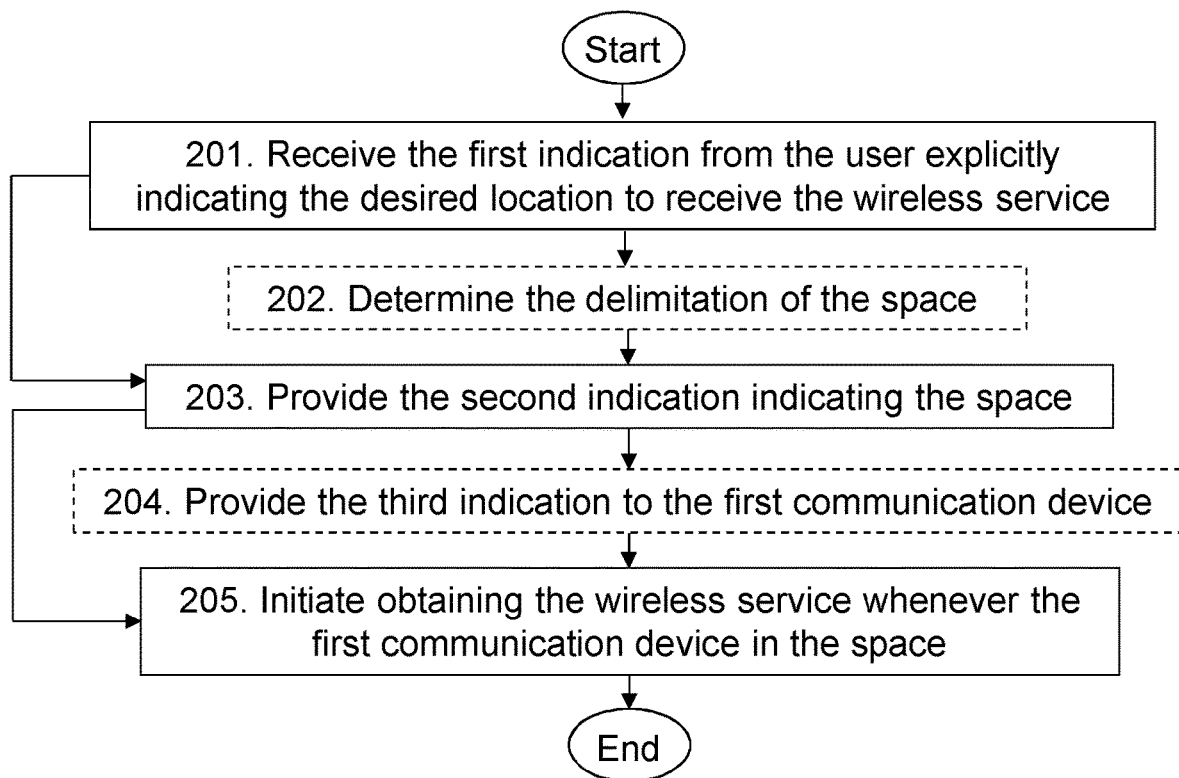 Start
201. Receive the first indication from the user explicitly
indicating the desired location to receive the wireless service
202. Determine the delimitation of the space
203. Provide the second indication indicating the space
204. Provide the third indication to the first communication device
205. Initiate obtaining the wireless service whenever the
first communication device in the space
End